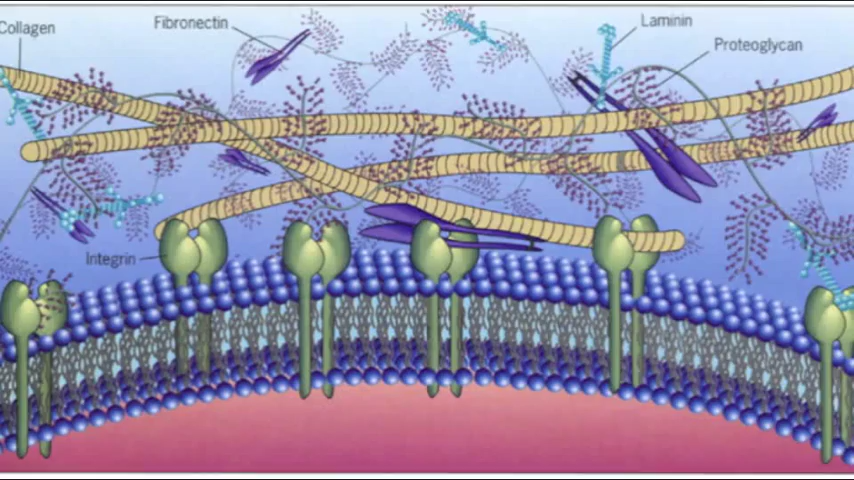 Collagen
Fibronectin
Laminin
Proteoglycan
Integrin